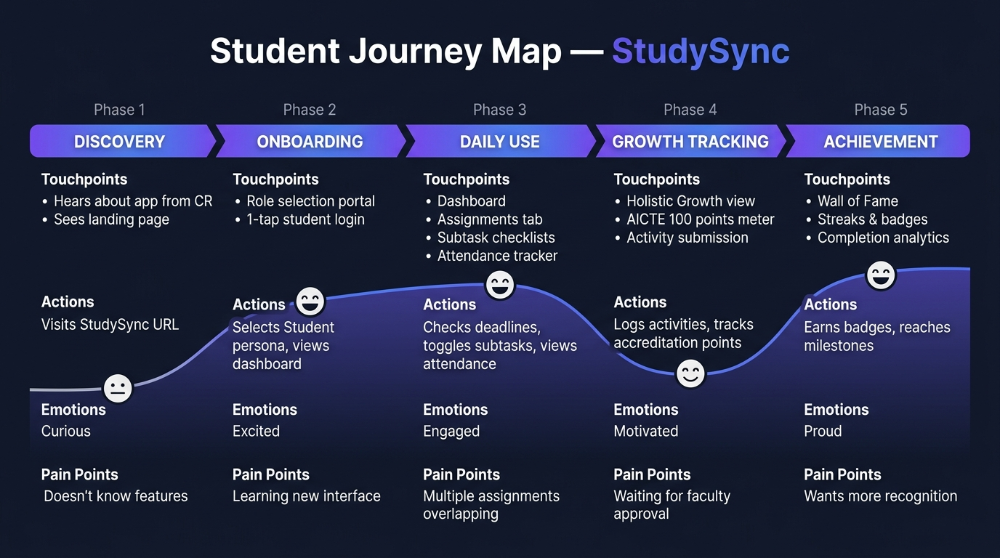 Student Journey Map — StudySync
Phase 1
DISCOVERY
Touchpoints
• Hears about app from CR
• Sees landing page
Actions
Visits StudySync URL
Emotions
Curious
Pain Points
Doesn't know features
Phase 2
ONBOARDING
Touchpoints
• Role selection portal
• 1-tap student login
Actions
Selects Student
persona, views
dashboard
Emotions
Excited
Pain Points
Learning new interface
Phase 3
DAILY USE
Touchpoints
• Dashboard
• Assignments tab
• Subtask checklists
• Attendance tracker
Actions
Checks deadlines,
toggles subtasks, views
attendance
Emotions
Engaged
Pain Points
Multiple assignments
overlapping
Phase 4
GROWTH TRACKING
Touchpoints
• Holistic Growth view
• AICTE 100 points meter
• Activity submission
Actions
Logs activities, tracks
accreditation points
Emotions
Motivated
Pain Points
Waiting for faculty
approval
Phase 5
ACHIEVEMENT
Touchpoints
• Wall of Fame
• Streaks & badges
• Completion analytics
Actions
Earns badges, reaches
milestones
Emotions
Proud
Pain Points
Wants more recognition